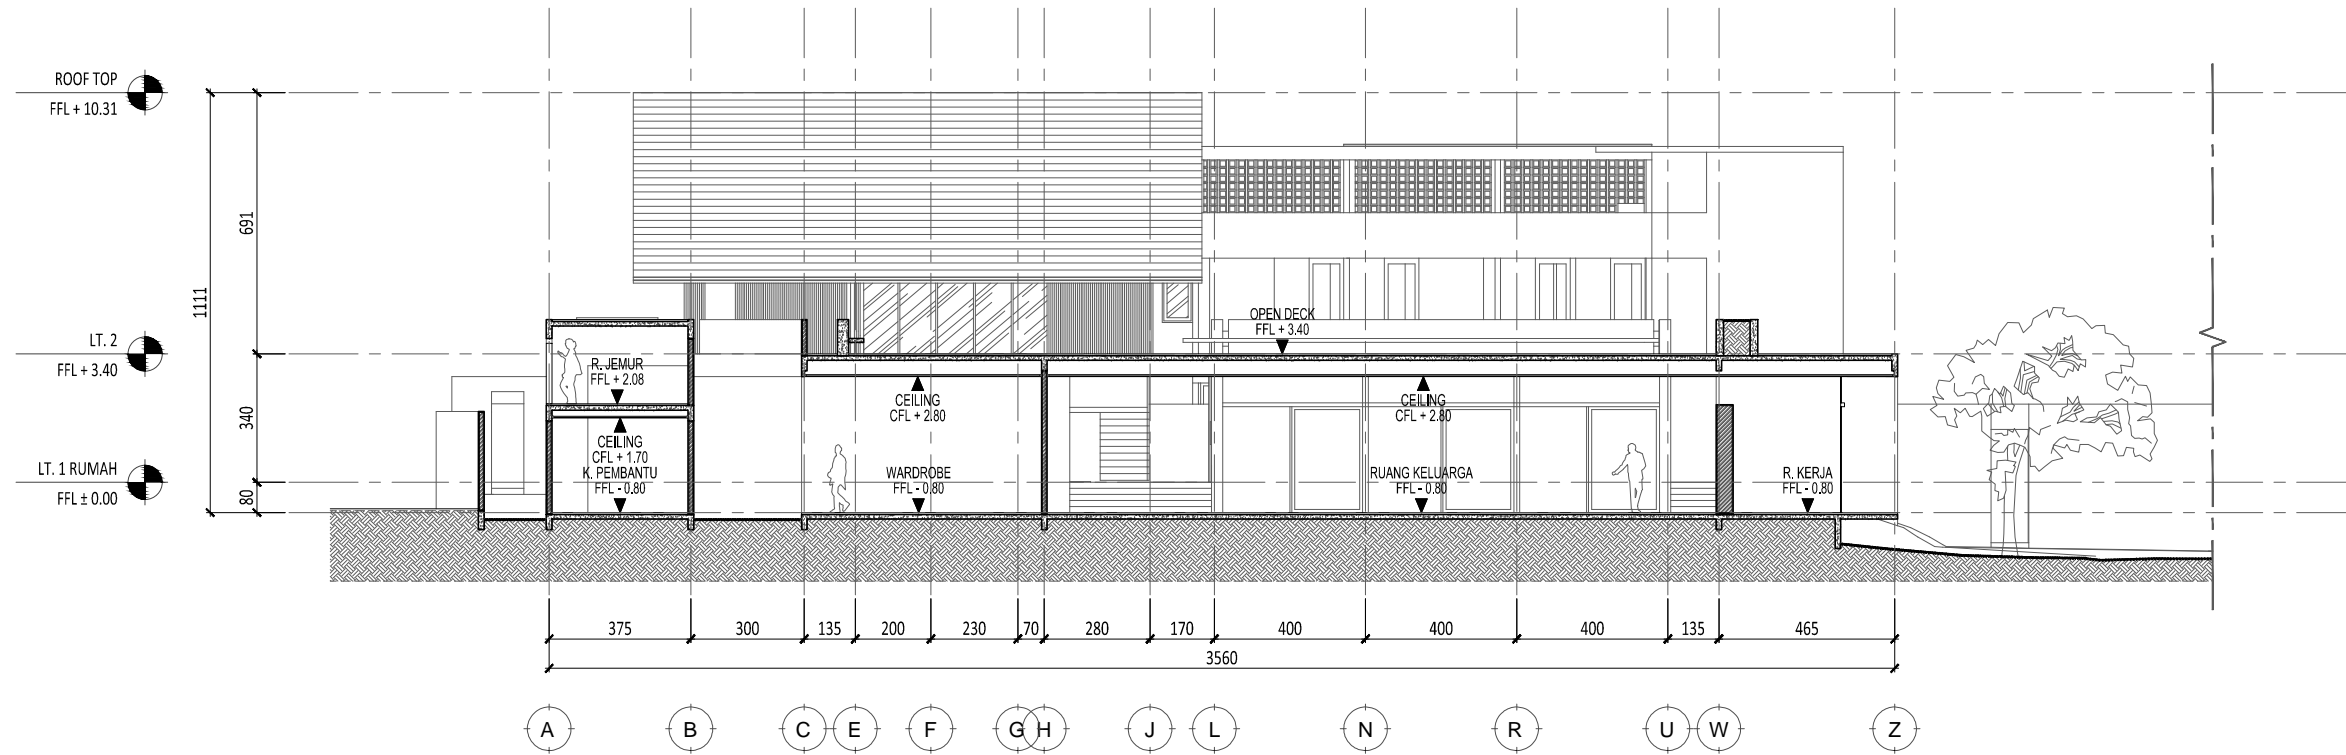 ROOF TOP
FFL + 10.31
691
1111
OPEN DECK
FFL + 3.40
LT. 2
FFL + 3.40
R. JEMUR
FFL + 2.08
CEILING
CFL + 2.80
CEILING
CFL + 2.80
340
CEILING
CFL + 1.70
K. PEMBANTU
FFL - 0.80
WARDROBE
FFL - 0.80
RUANG KELUARGA
FFL - 0.80
R. KERJA
FFL - 0.80
LT. 1 RUMAH
FFL ± 0.00
80
375
300
135
200
230
70
280
170
400
400
400
135
465
3560
A
B
C
E
F
G
H
J
L
N
R
U
W
Z